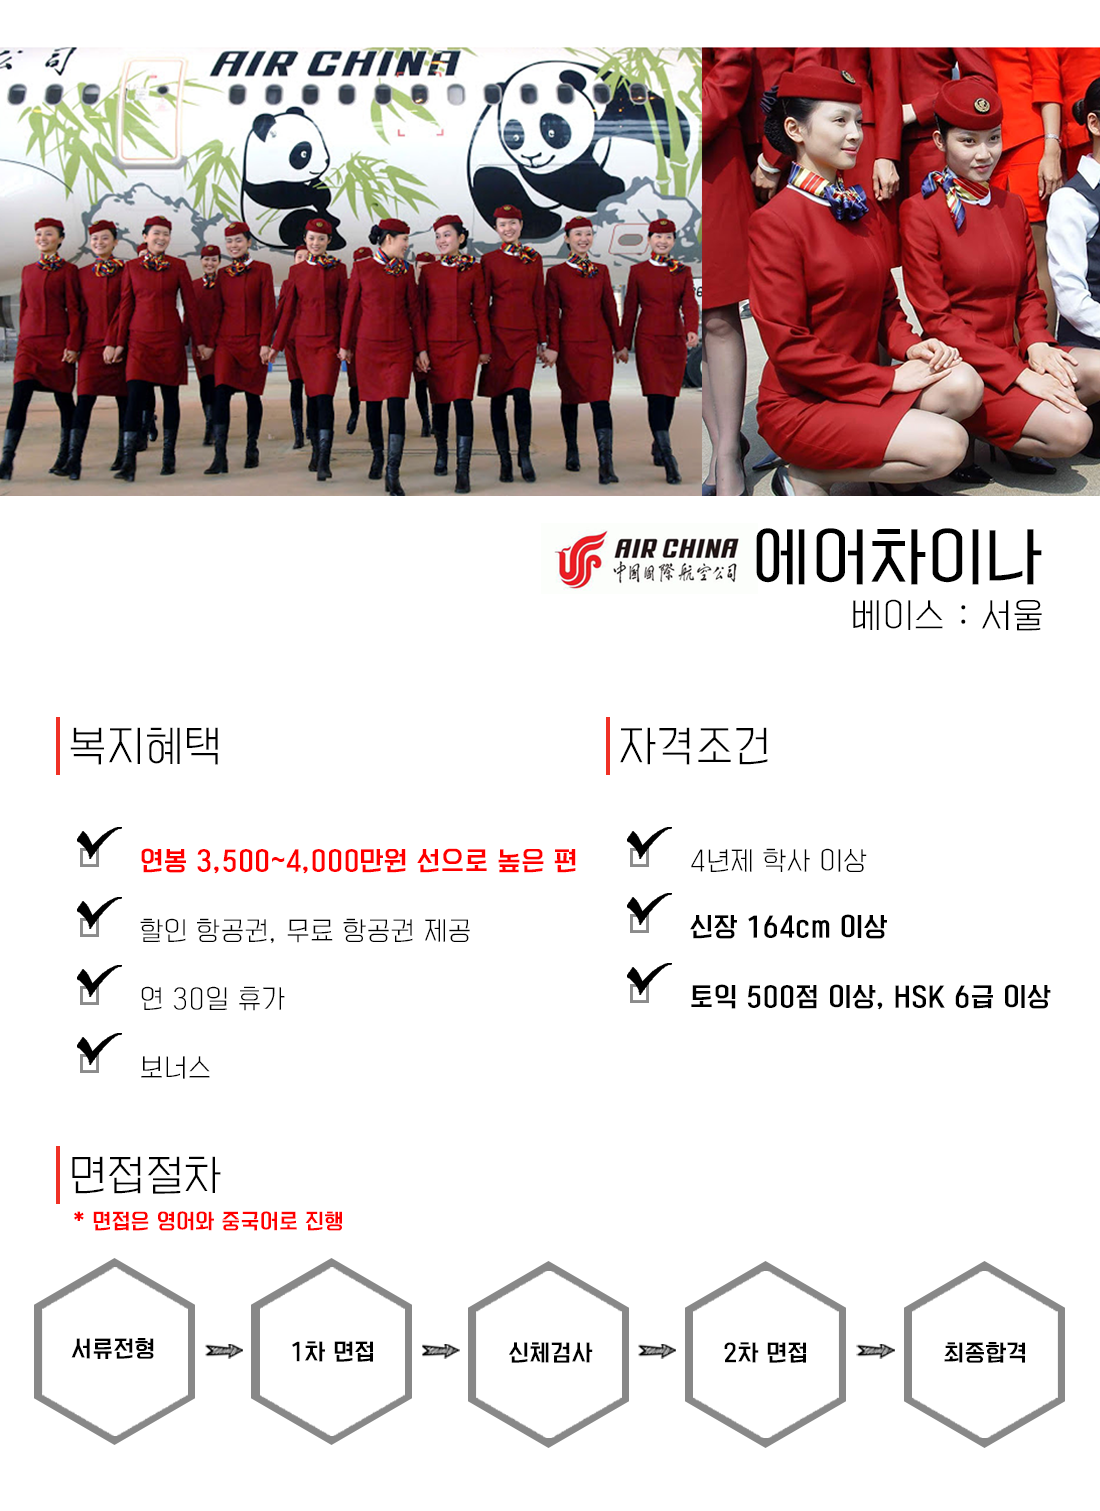 公司
AIR CHINA
AIR CHINA
中国国際航空公司
에어차이나
베이스 : 서울
복지혜택
연봉 3,500~4,000만원 선으로 높은 편
할인 항공권, 무료 항공권 제공
연 30일 휴가
보너스
자격조건
4년제 학사 이상
신장 164cm 이상
토익 500점 이상, HSK 6급 이상
면접절차
* 면접은 영어와 중국어로 진행
서류전형
1차 면접
신체검사
2차 면접
최종합격